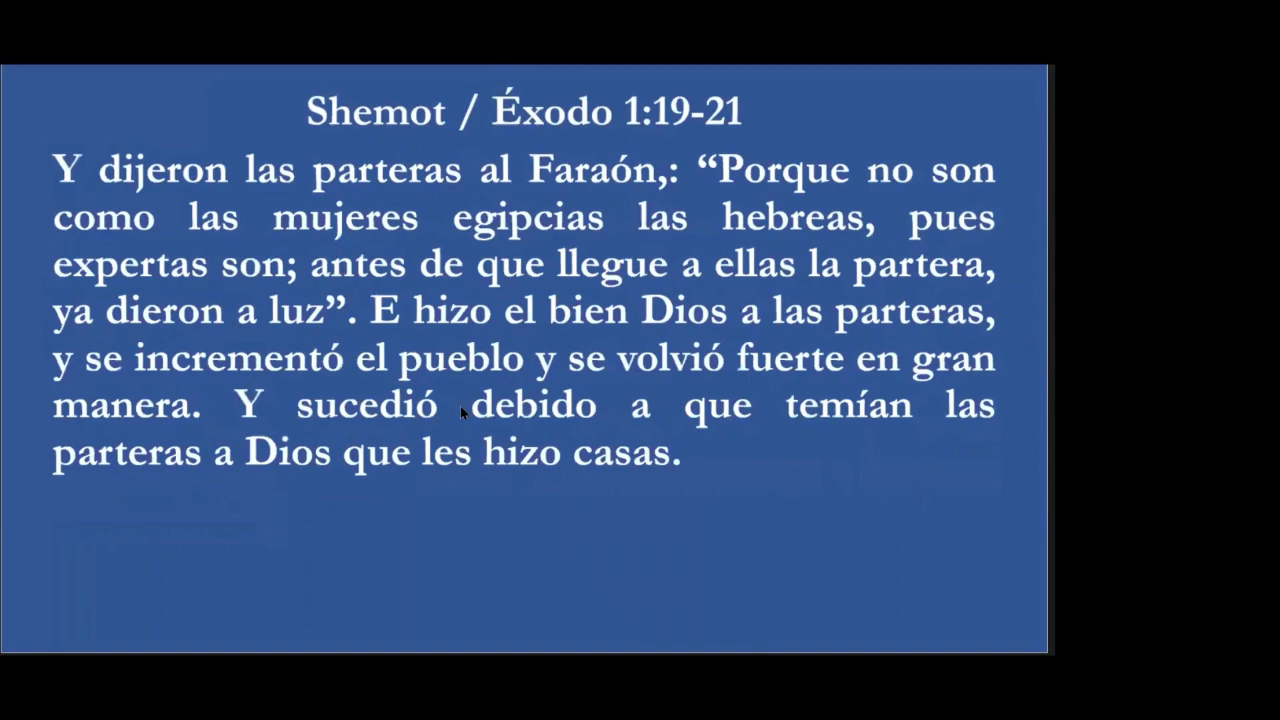 Shemot / Éxodo 1:19-21
Y dijeron las parteras al Faraón,: “Porque no son
como las mujeres egipcias las hebreas, pues
expertas son; antes de que llegue a ellas la partera,
ya dieron a luz”. E hizo el bien Dios a las parteras,
y se incrementó el pueblo y se volvió fuerte en gran
manera. Y sucedió debido a que temían las
parteras a Dios que les hizo casas.